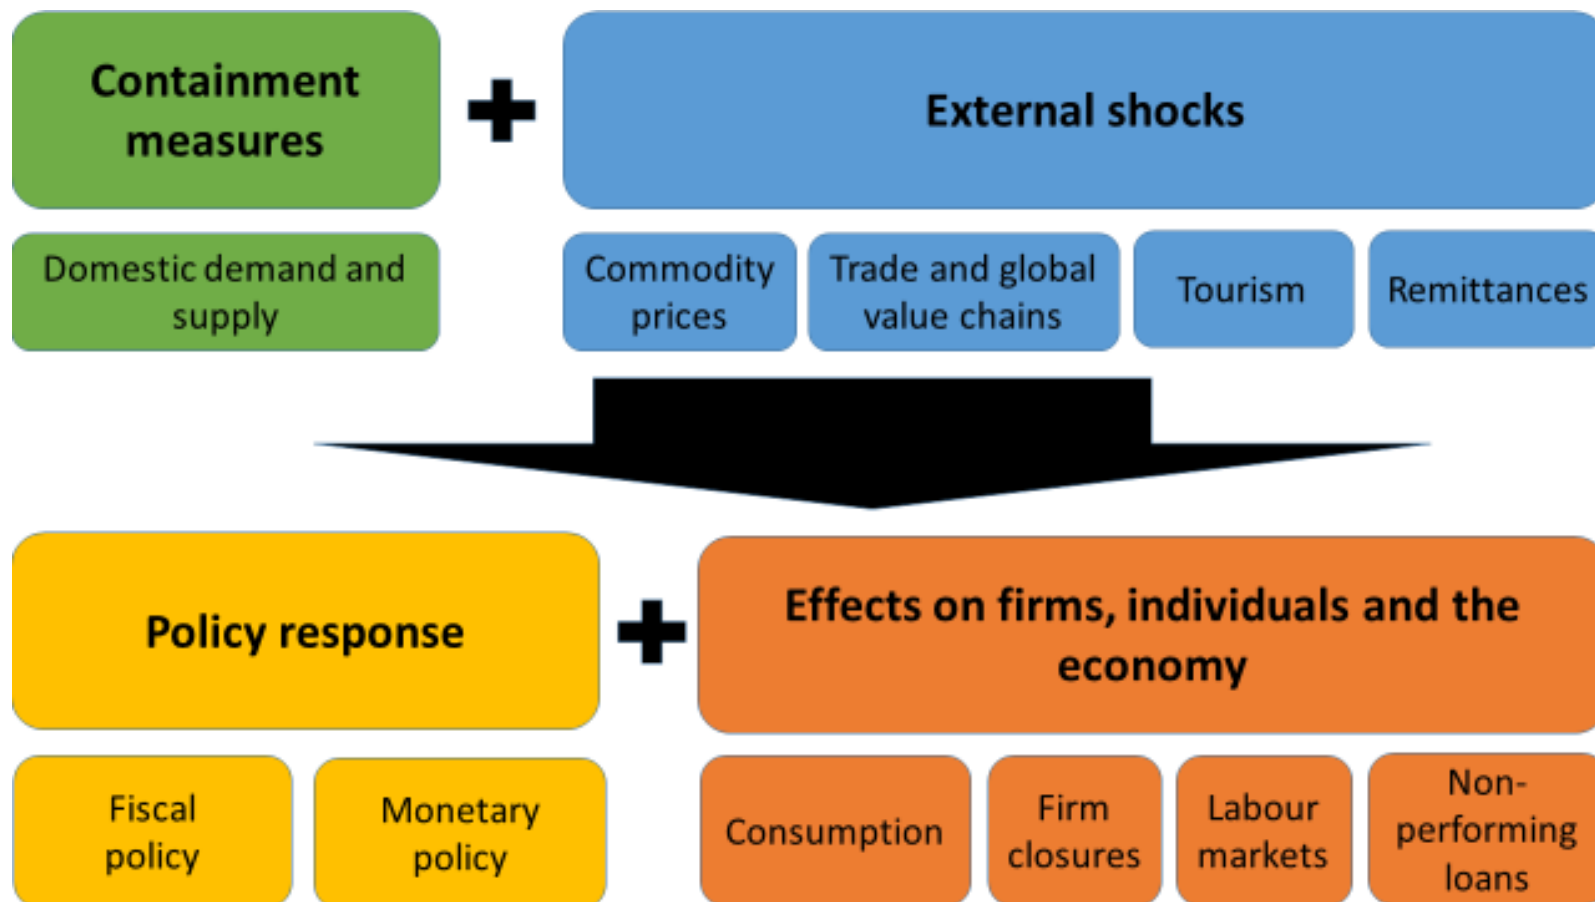 Containment
measures
External shocks
Domestic demand and
supply
Commodity
prices
Trade and global
value chains
Tourism
Remittances
Policy response
Effects on firms, individuals and the
economy
Fiscal
policy
Monetary
policy
Consumption
Firm
closures
Labour
markets
Non-
performing
loans